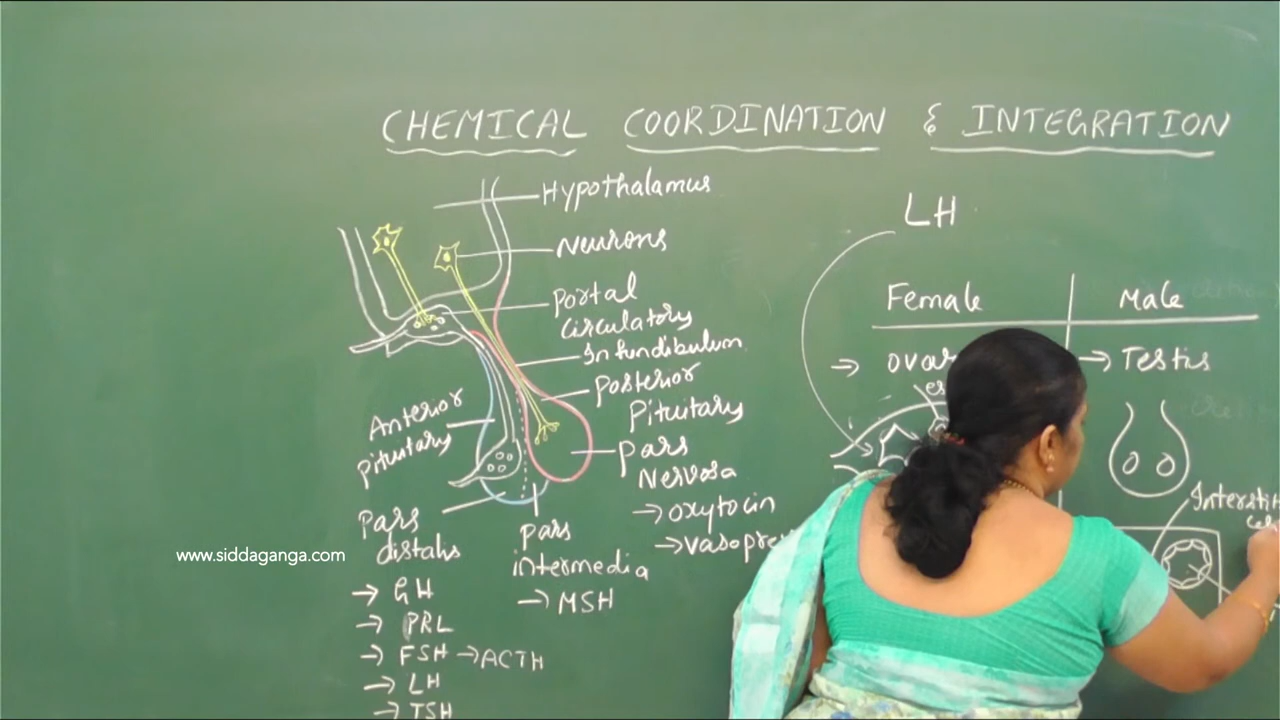 CHEMICAL COORDINATION & INTEGRATION
Hypothalamus
Neurons
Portal
circulatory
Infundibulum
Posterior
Pituitary
Anterior
Pituitary
Pars
Nervosa
→ oxytocin
Pars
distalis
→ GH
→ PRL
→ FSH → ACTH
→ LH
→ TSH
Pars
intermedia
→ MSH
LH
Female
Male
→ Testis
www.siddaganga.com